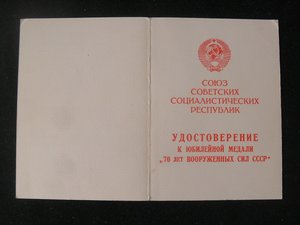 СОЮЗ
СОВЕТСКИХ
СОЦИАЛИСТИЧЕСКИХ
РЕСПУБЛИК
УДОСТОВЕРЕНИЕ
К ЮБИЛЕЙНОЙ МЕДАЛИ
„70 ЛЕТ ВООРУЖЕННЫХ СИЛ СССР"